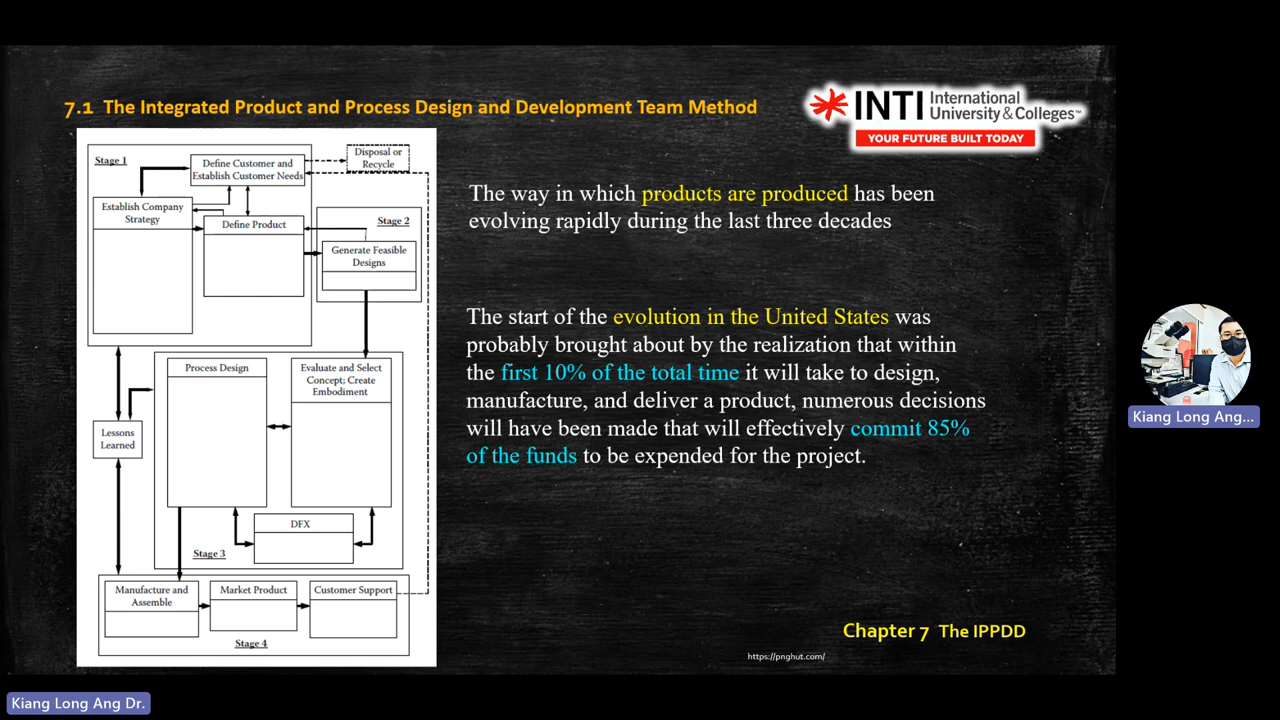 7.1 The Integrated Product and Process Design and Development Team Method
INTI International
University & Colleges™
YOUR FUTURE BUILT TODAY
Stage 1
Define Customer and
Establish Customer Needs
Disposal or
Recycle
Establish Company
Strategy
Define Product
Stage 2
Generate Feasible
Designs
Process Design
Evaluate and Select
Concept; Create
Embodiment
Lessons
Learned
DFX
Stage 3
Manufacture and
Assemble
Market Product
Customer Support
Stage 4
The way in which products are produced has been
evolving rapidly during the last three decades
The start of the evolution in the United States was
probably brought about by the realization that within
the first 10% of the total time it will take to design,
manufacture, and deliver a product, numerous decisions
will have been made that will effectively commit 85%
of the funds to be expended for the project.
Chapter 7 The IPPDD
https://pnghut.com/
Kiang Long Ang...
Kiang Long Ang Dr.